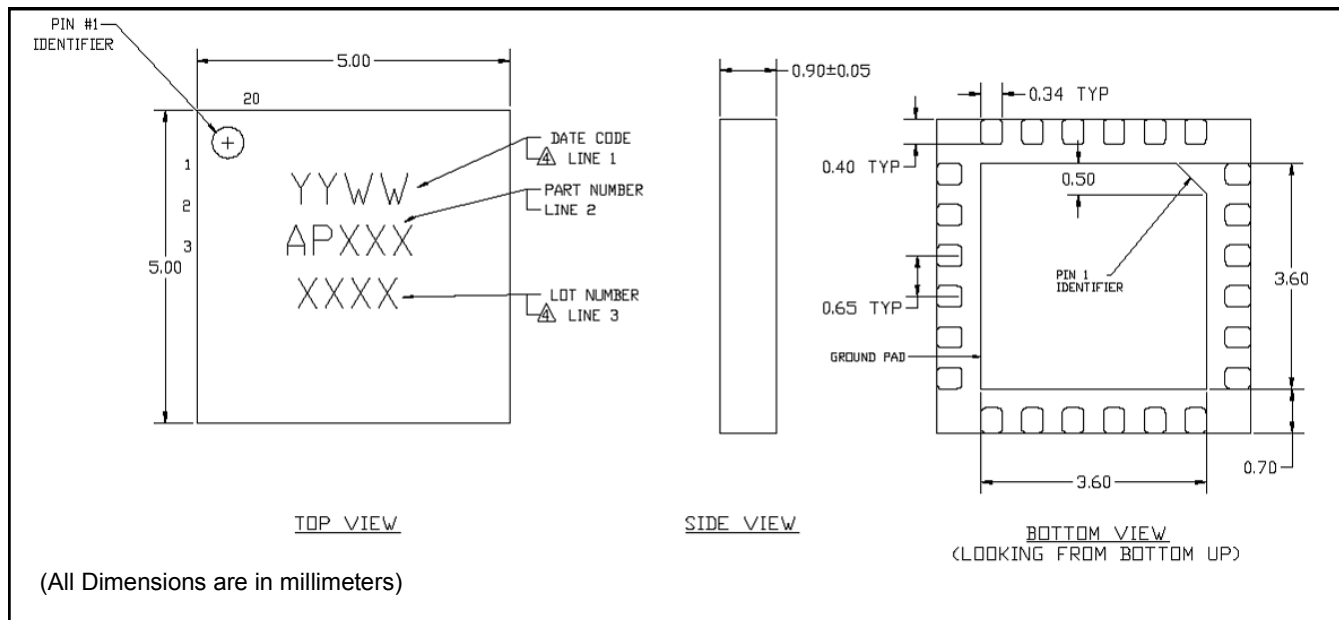 PIN #1
IDENTIFIER
5.00
20
1
2
3
5.00
YYWW
APXXX
XXXX
DATE CODE
4 LINE 1
PART NUMBER
LINE 2
LOT NUMBER
4 LINE 3
TOP VIEW
0.90±0.05
SIDE VIEW
0.34 TYP
0.40 TYP
0.50
PIN 1
IDENTIFIER
3.60
0.65 TYP
GROUND PAD
0.70
3.60
BOTTOM VIEW
(LOOKING FROM BOTTOM UP)
(All Dimensions are in millimeters)